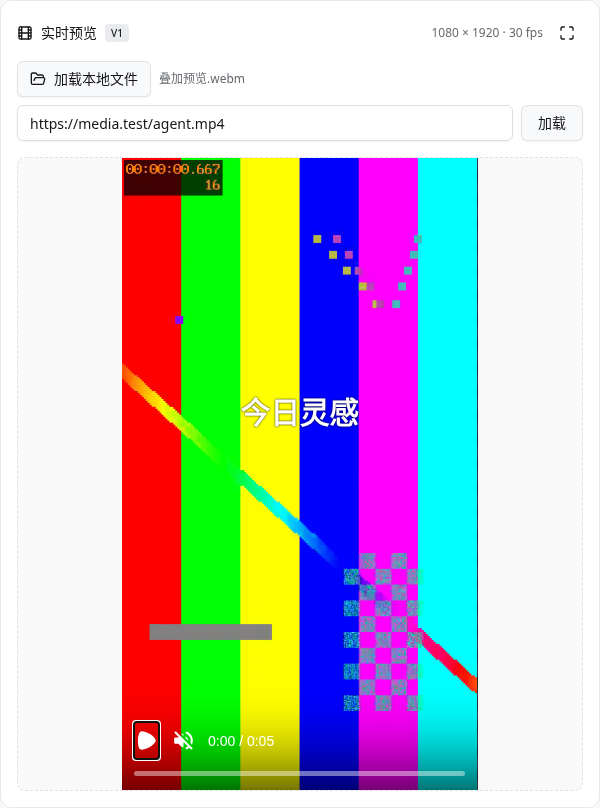 实时预览 V1 1080 × 1920 · 30 fps
加载本地文件 叠加预览.webm
https://media.test/agent.mp4 加载
00:00:00.667
16
今日灵感
0:00 / 0:05